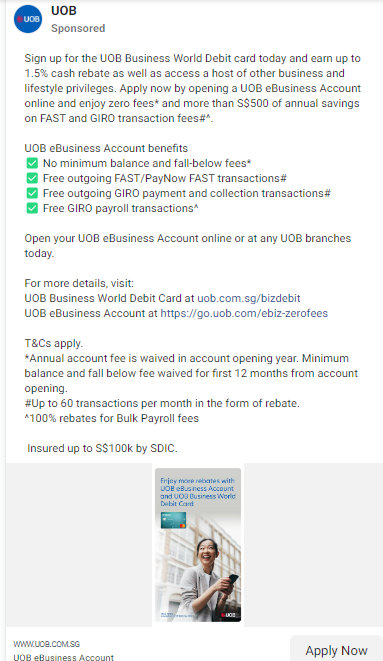 UOB
UOB
Sponsored
Sign up for the UOB Business World Debit card today and earn up to
1.5% cash rebate as well as access a host of other business and
lifestyle privileges. Apply now by opening a UOB eBusiness Account
online and enjoy zero fees* and more than S$500 of annual savings
on FAST and GIRO transaction fees#^.
UOB eBusiness Account benefits
✅ No minimum balance and fall-below fees*
✅ Free outgoing FAST/PayNow FAST transactions#
✅ Free outgoing GIRO payment and collection transactions#
✅ Free GIRO payroll transactions^
Open your UOB eBusiness Account online or at any UOB branches
today.
For more details, visit:
UOB Business World Debit Card at uob.com.sg/bizdebit
UOB eBusiness Account at https://go.uob.com/ebiz-zerofees
T&Cs apply.
*Annual account fee is waived in account opening year. Minimum
balance and fall below fee waived for first 12 months from account
opening.
#Up to 60 transactions per month in the form of rebate.
^100% rebates for Bulk Payroll fees
Insured up to S$100k by SDIC.
Enjoy more rebates with
UOB eBusiness Account
and UOB Business World
Debit Card
UOB
WWW.UOB.COM.SG
UOB eBusiness Account
Apply Now